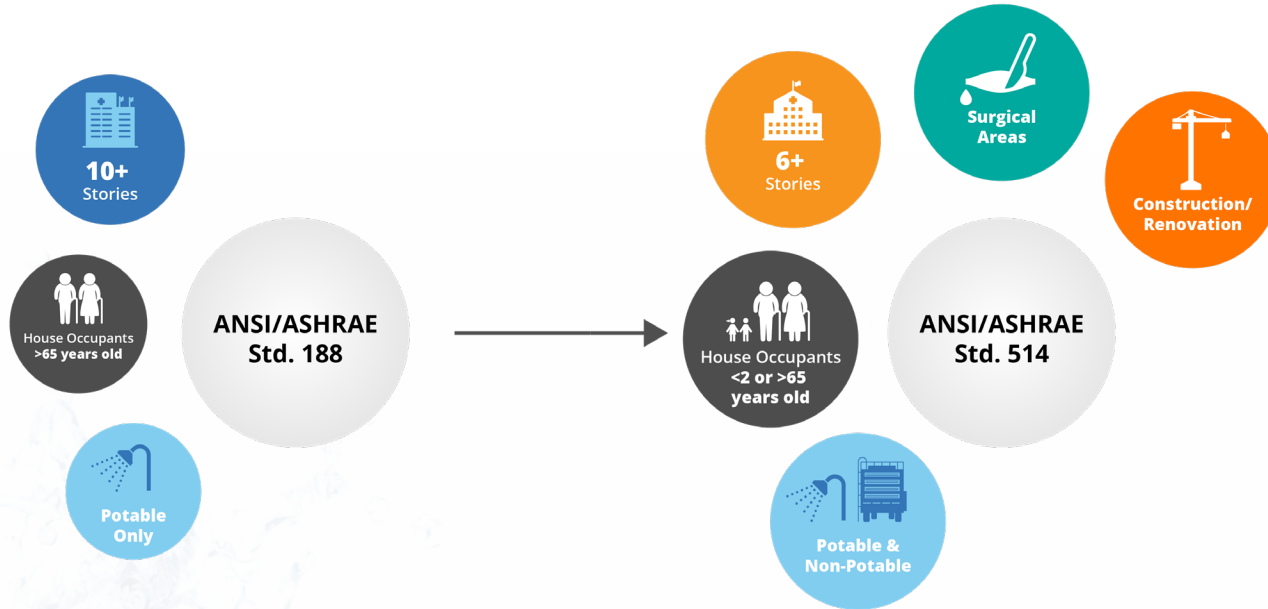 10+
Stories
House Occupants
>65 years old
Potable
Only
ANSI/ASHRAE
Std. 188
6+
Stories
Surgical
Areas
Construction/
Renovation
House Occupants
<2 or >65
years old
Potable &
Non-Potable
ANSI/ASHRAE
Std. 514